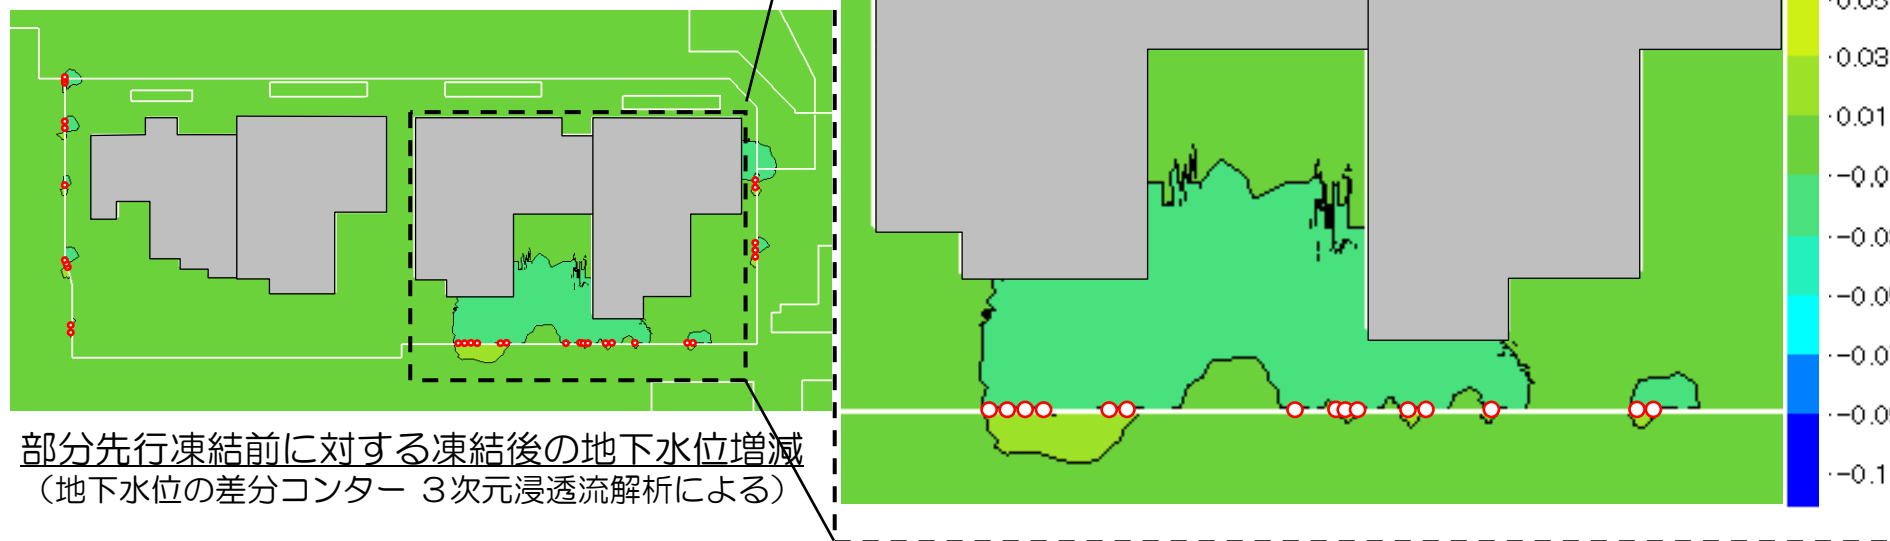 部分先行凍結前に対する凍結後の地下水位増減
（地下水位の差分コンター ３次元浸透流解析による）
0.03
0.01
-0.1